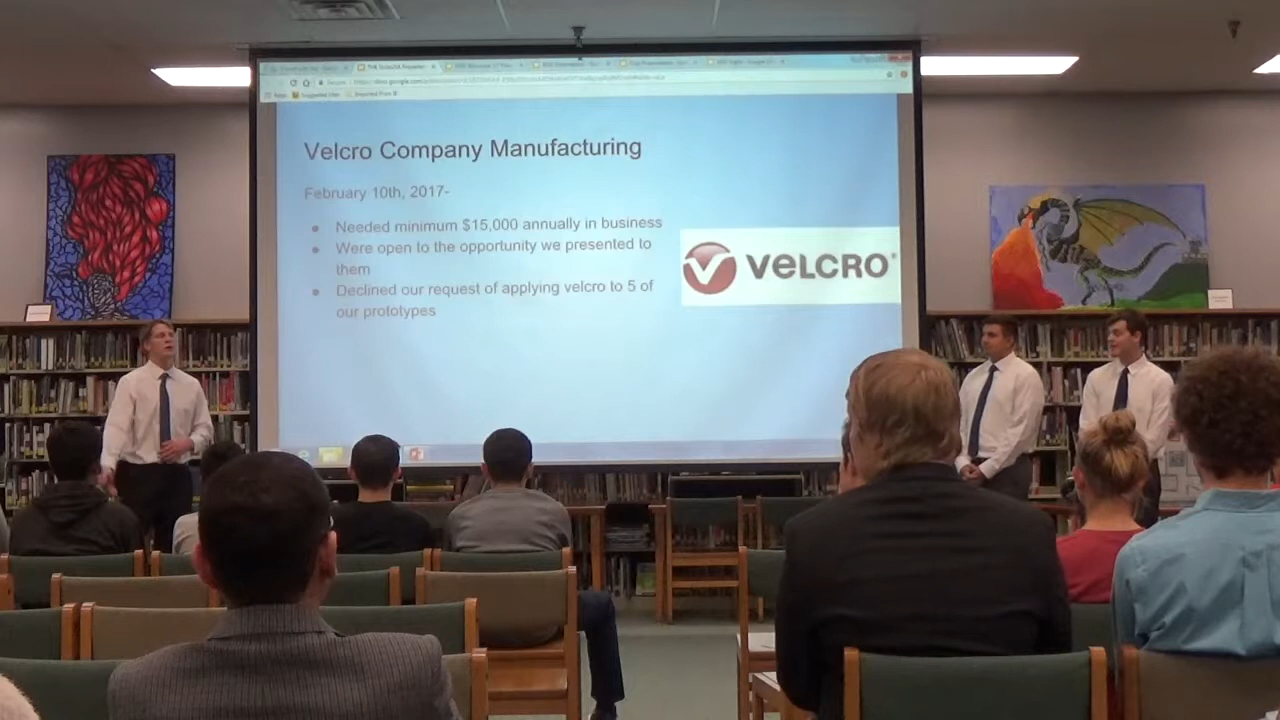 Velcro Company Manufacturing
February 10th, 2017-
● Needed minimum $15,000 annually in business
● Were open to the opportunity we presented to
them
● Declined our request of applying velcro to 5 of
our prototypes
VELCRO®